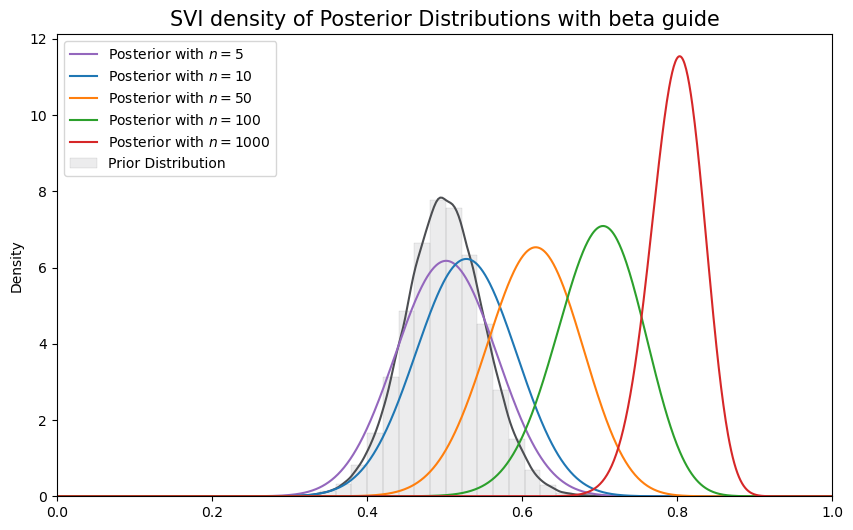 SVI density of Posterior Distributions with beta guide
12
10
8
6
4
2
0
Density
Posterior with n = 5
Posterior with n = 10
Posterior with n = 50
Posterior with n = 100
Posterior with n = 1000
Prior Distribution
0.0 0.2 0.4 0.6 0.8 1.0